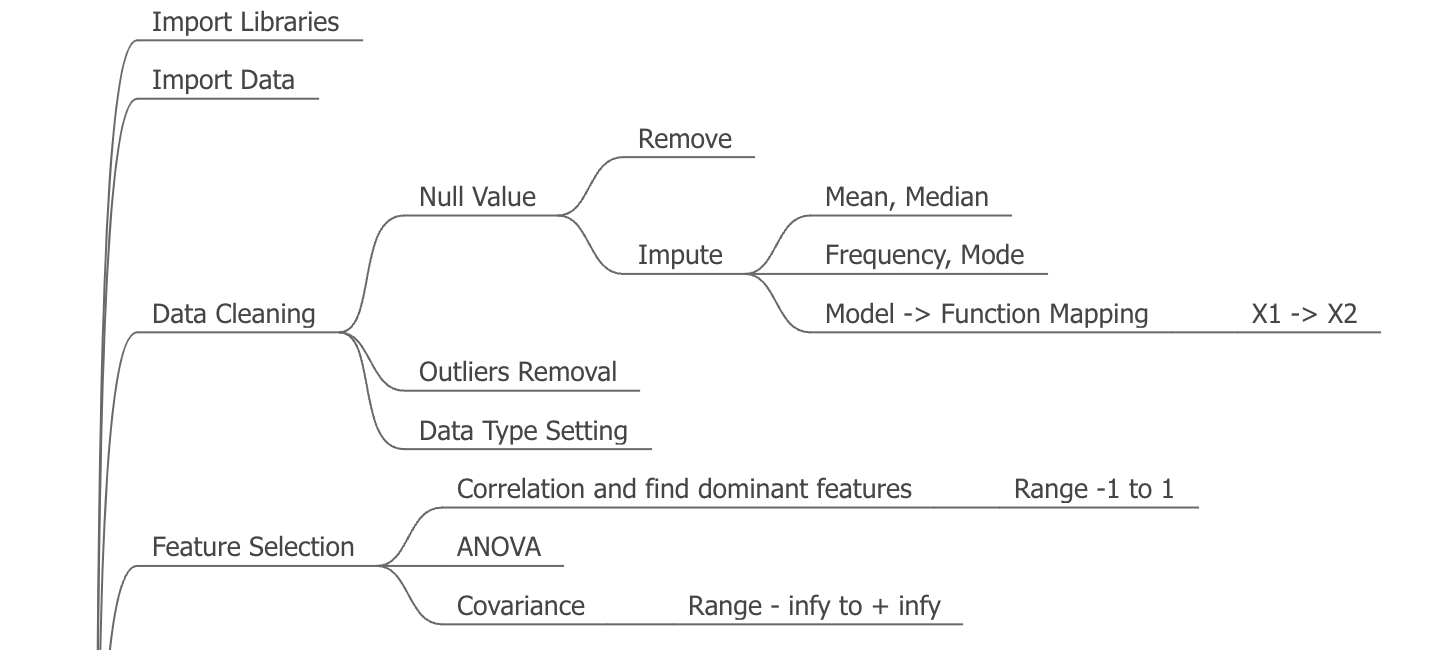 Import Libraries
Import Data
Remove
Null Value
Mean, Median
Impute
Frequency, Mode
Data Cleaning
Model -> Function Mapping
X1 -> X2
Outliers Removal
Data Type Setting
Correlation and find dominant features
Range -1 to 1
Feature Selection
ANOVA
Covariance
Range - infy to + infy